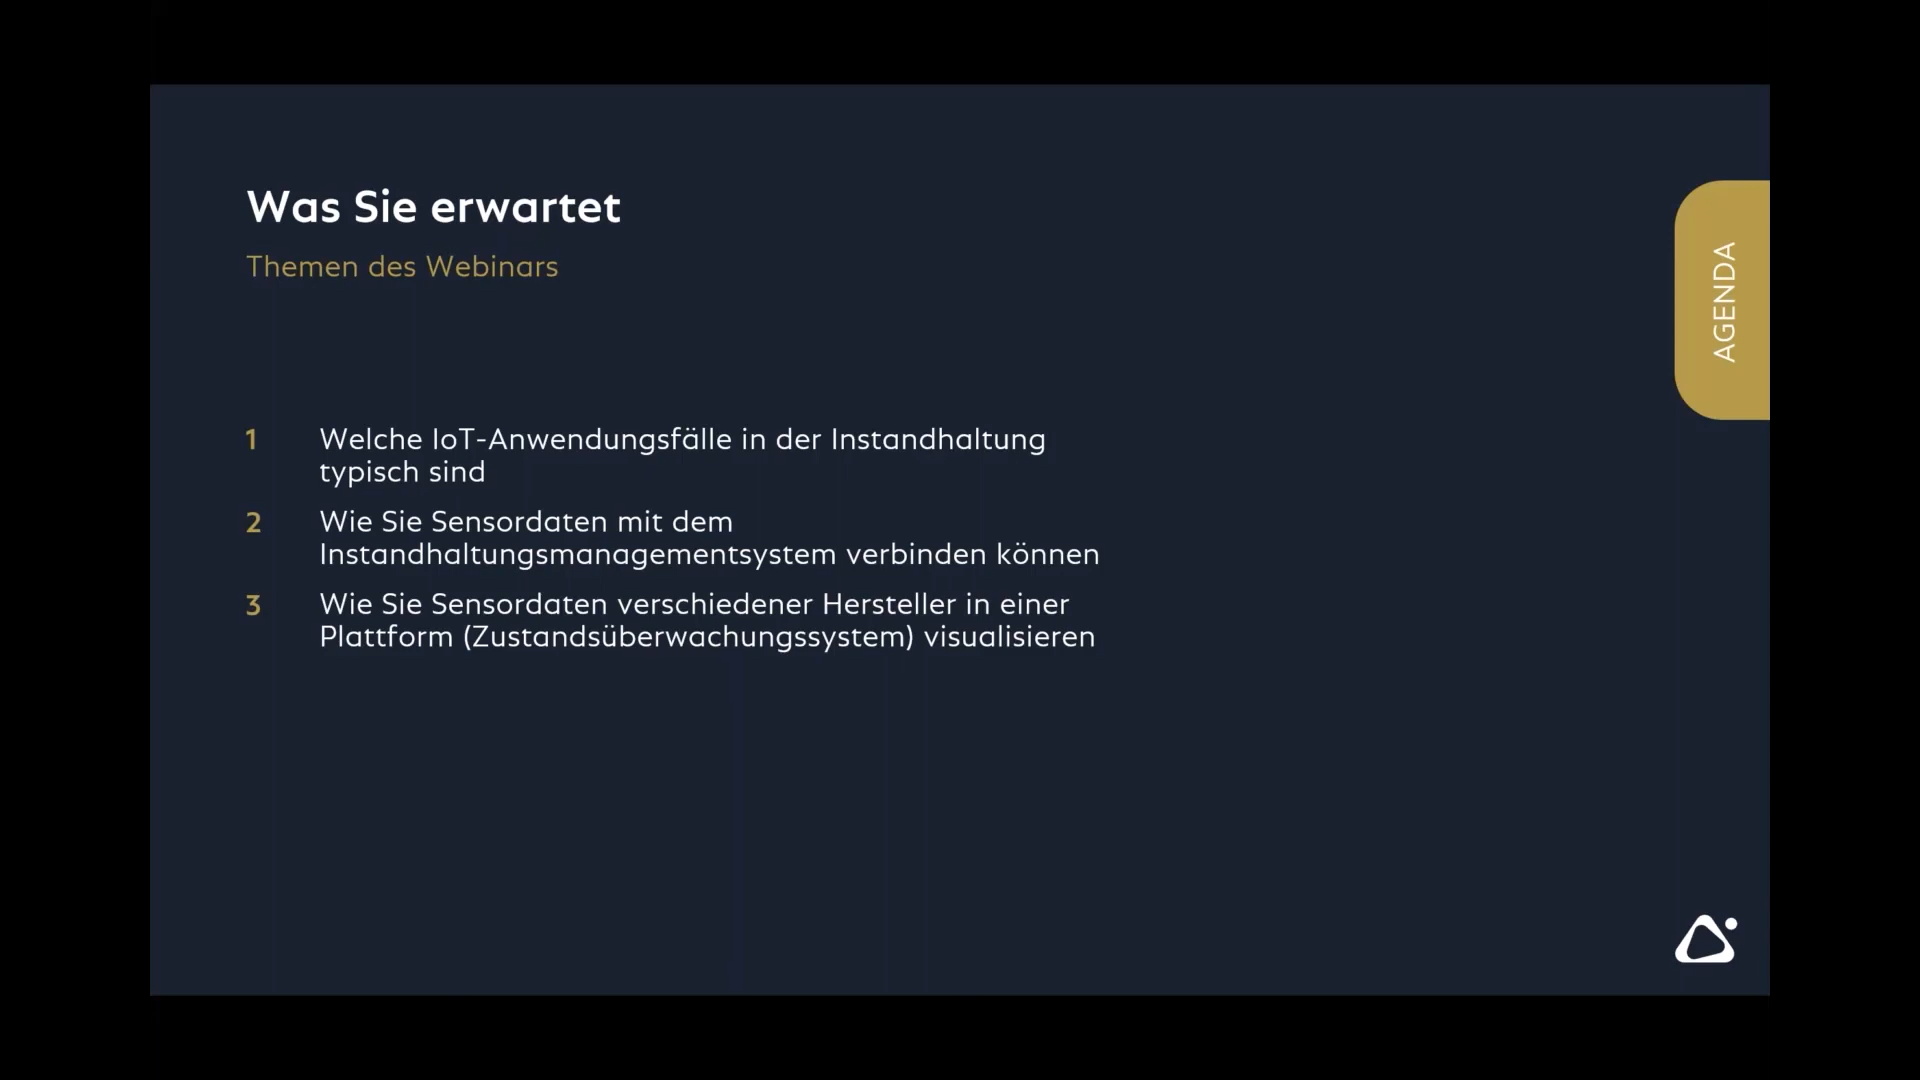 Was Sie erwartet
Themen des Webinars
AGENDA
1 Welche IoT-Anwendungsfälle in der Instandhaltung
typisch sind
2 Wie Sie Sensordaten mit dem
Instandhaltungsmanagementsystem verbinden können
3 Wie Sie Sensordaten verschiedener Hersteller in einer
Plattform (Zustandsüberwachungssystem) visualisieren